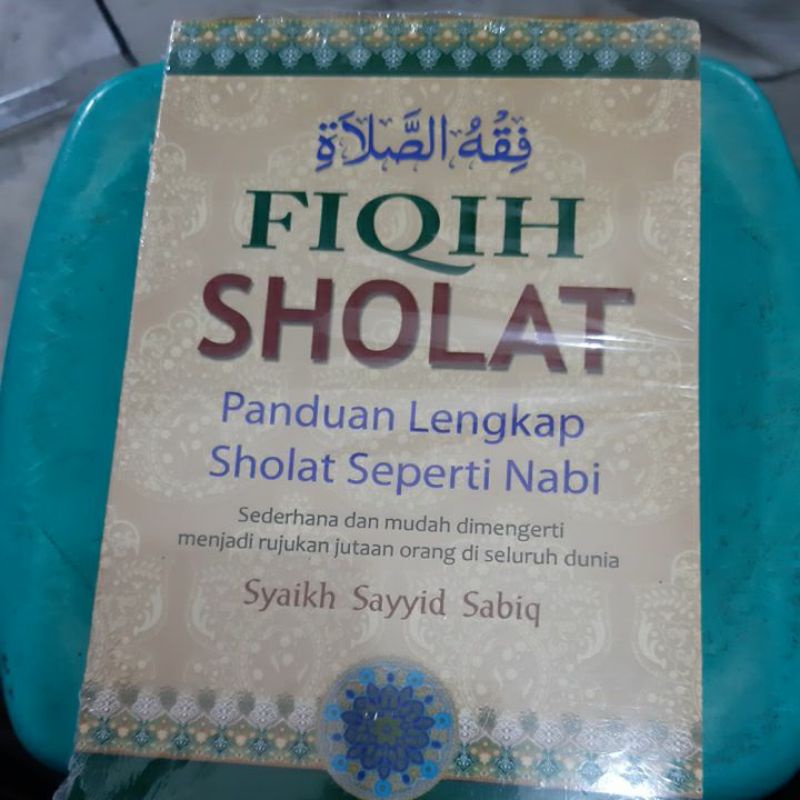 فِقْهُ الصَّلَاةِ
FIQIH
SHOLAT
Panduan Lengkap
Sholat Seperti Nabi
Sederhana dan mudah dimengerti
menjadi rujukan jutaan orang di seluruh dunia
Syaikh Sayyid Sabiq